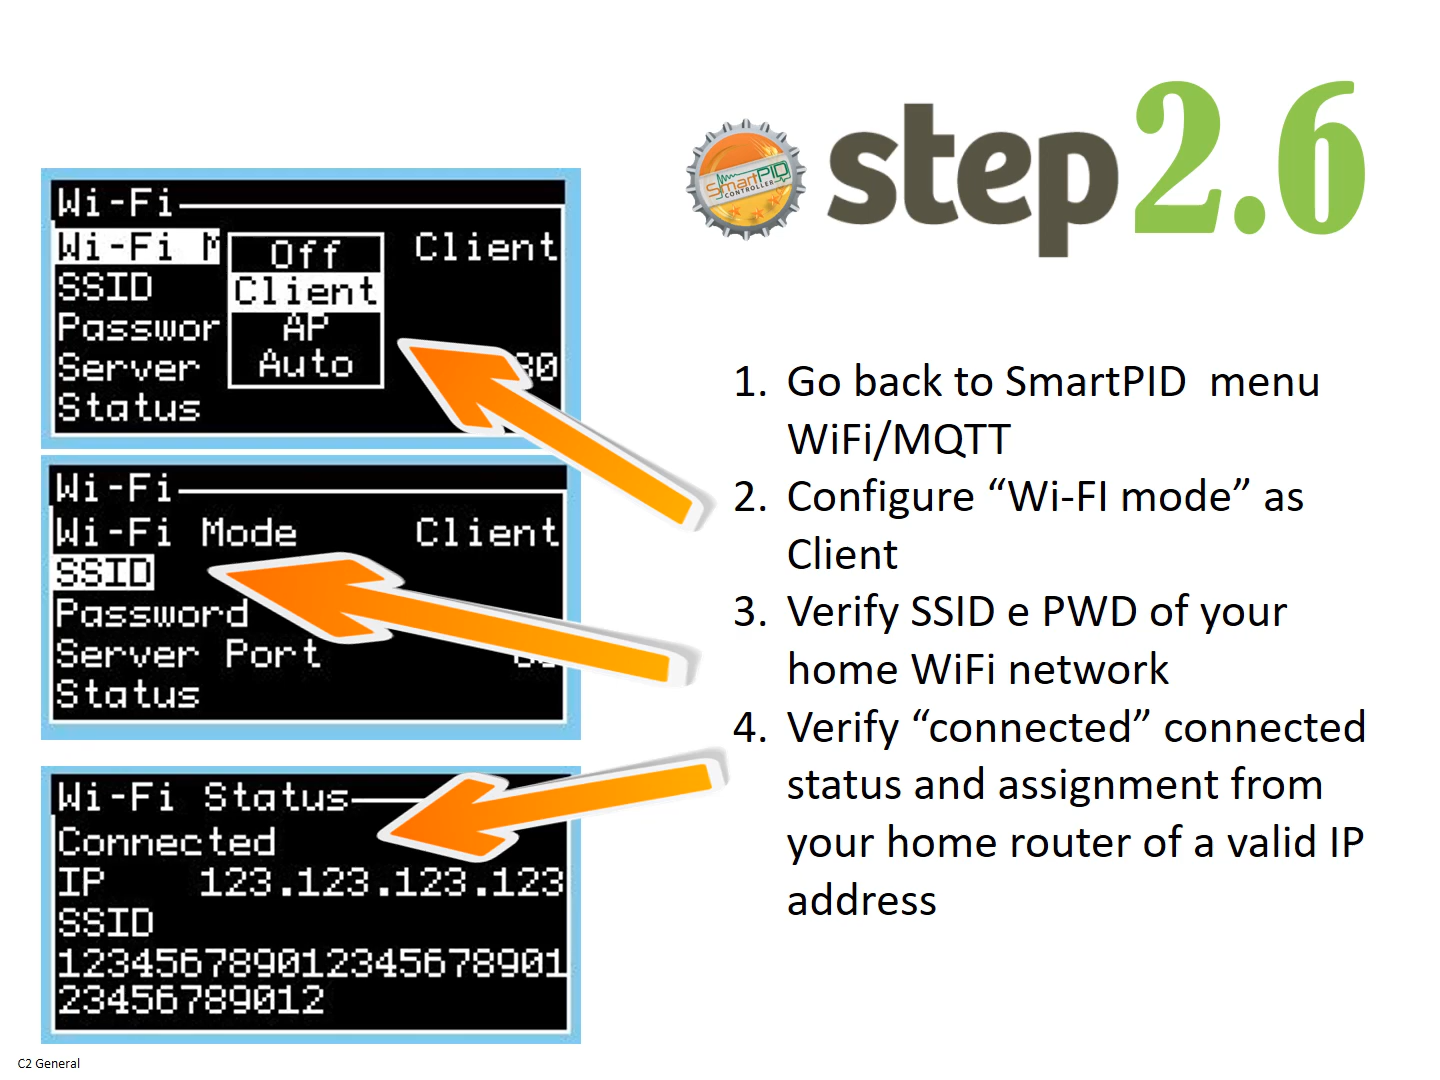 SmartPID
CONTROLLER
step2.6
Wi-Fi
Wi-Fi M
Client
SSID
Passwor
Server
Status
Off
Client
AP
Auto
Wi-Fi
Wi-Fi Mode Client
SSID
Password
Server Port
Status
Wi-Fi Status
Connected
IP 123.123.123.123
SSID
123456789012345678901
23456789012
1. Go back to SmartPID menu
WiFi/MQTT
2. Configure “Wi-FI mode” as
Client
3. Verify SSID e PWD of your
home WiFi network
4. Verify “connected” connected
status and assignment from
your home router of a valid IP
address
C2 General